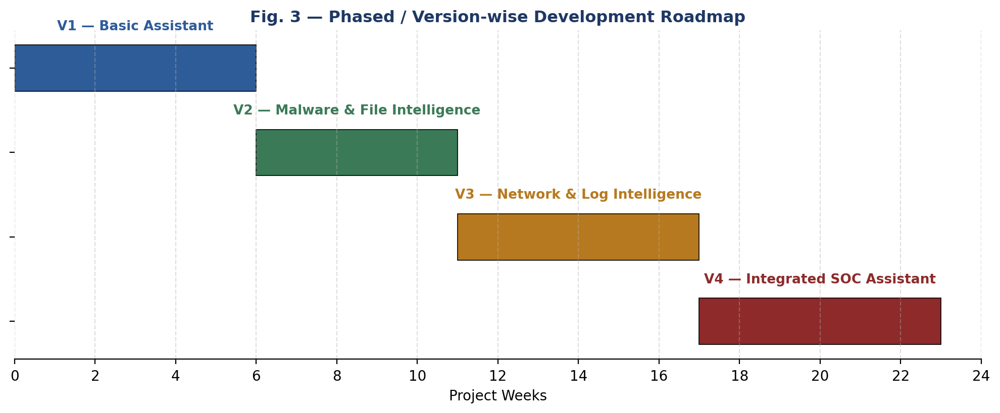 Fig. 3 — Phased / Version-wise Development Roadmap
V1 — Basic Assistant
V2 — Malware & File Intelligence
V3 — Network & Log Intelligence
V4 — Integrated SOC Assistant
0 2 4 6 8 10 12 14 16 18 20 22 24
Project Weeks